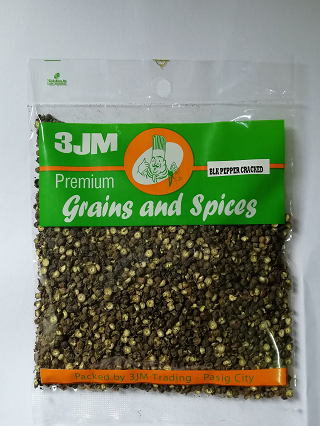 3JM
BLK PEPPER CRACKED
Premium
Grains and Spices
Packed by 3JM Trading - Pasig City